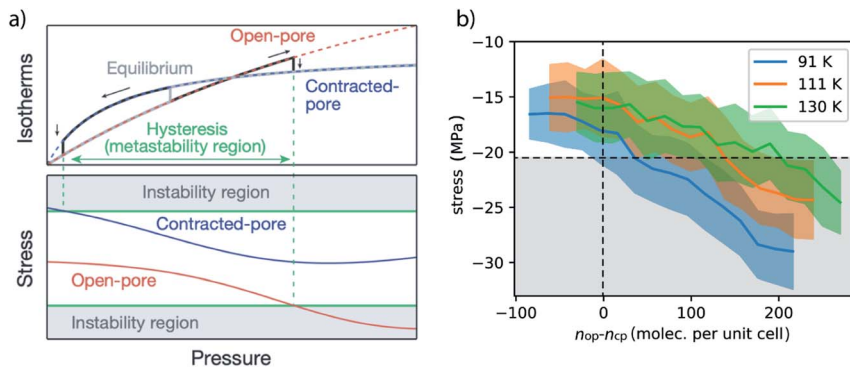 a)
Isotherms
Open-pore
Equilibrium
Contracted-
pore
Hysteresis
(metastability region)
Stress
Instability region
Contracted-pore
Open-pore
Instability region
Pressure
b)
−10
−15
−20
−25
−30
stress (MPa)
91 K
111 K
130 K
−100
0
100
200
nop-ncp (molec. per unit cell)